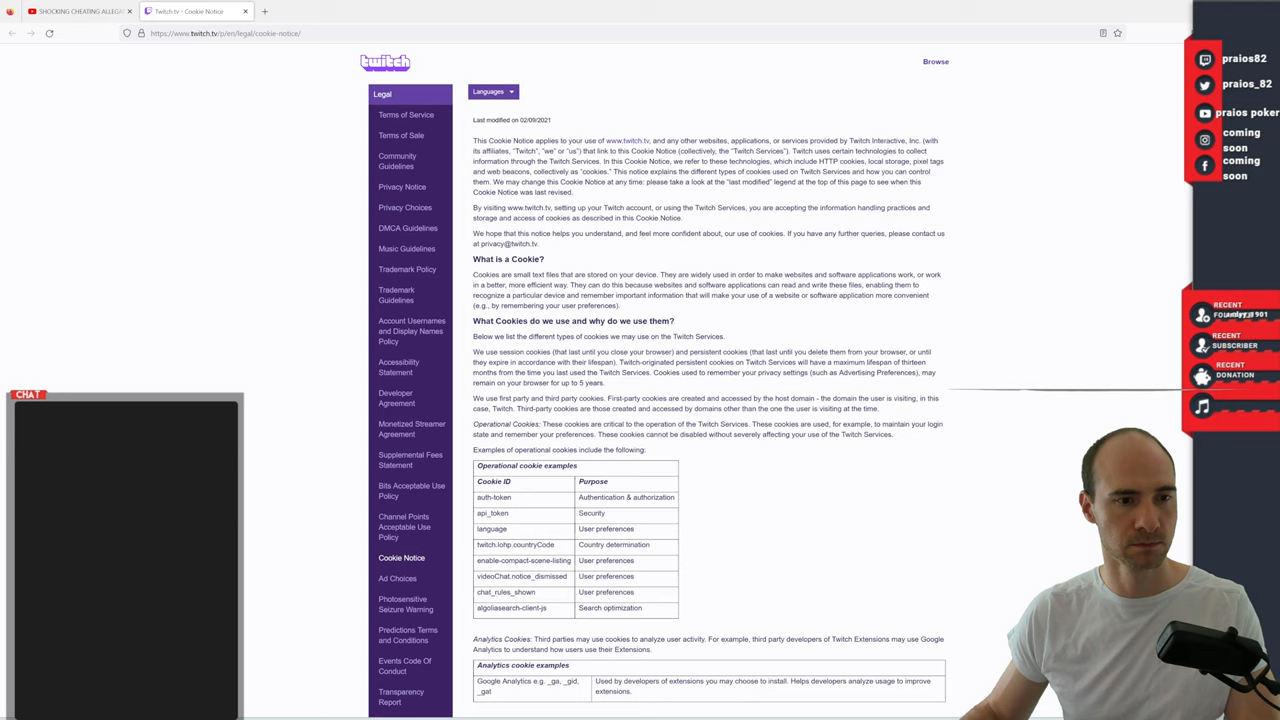 SHOCKING CHEATING ALLEGA
Twitch.tv - Cookie Notice
https://www.twitch.tv/p/en/legal/cookie-notice/
twitch
Browse
Legal
Terms of Service
Terms of Sale
Community
Guidelines
Privacy Notice
Privacy Choices
DMCA Guidelines
Music Guidelines
Trademark Policy
Trademark
Guidelines
Account Usernames
and Display Names
Policy
Accessibility
Statement
Developer
Agreement
Monetized Streamer
Agreement
Supplemental Fees
Statement
Bits Acceptable Use
Policy
Channel Points
Acceptable Use
Policy
Cookie Notice
Ad Choices
Photosensitive
Seizure Warning
Predictions Terms
and Conditions
Events Code Of
Conduct
Transparency
Report
Languages
Last modified on 02/09/2021
This Cookie Notice applies to your use of www.twitch.tv, and any other websites, applications, or services provided by Twitch Interactive, Inc. (with
its affiliates, "Twitch", "we" or "us") that link to this Cookie Notice (collectively, the "Twitch Services"). Twitch uses certain technologies to collect
information through the Twitch Services. In this Cookie Notice, we refer to these technologies, which include HTTP cookies, local storage, pixel tags
and web beacons, collectively as "cookies." This notice explains the different types of cookies used on Twitch Services and how you can control
them. We may change this Cookie Notice at any time: please take a look at the "last modified" legend at the top of this page to see when this
Cookie Notice was last revised.
By visiting www.twitch.tv, setting up your Twitch account, or using the Twitch Services, you are accepting the information handling practices and
storage and access of cookies as described in this Cookie Notice.
We hope that this notice helps you understand, and feel more confident about, our use of cookies. If you have any further queries, please contact us
at privacy@twitch.tv.
What is a Cookie?
Cookies are small text files that are stored on your device. They are widely used in order to make websites and software applications work, or work
in a better, more efficient way. They can do this because websites and software applications can read and write these files, enabling them to
recognize a particular device and remember important information that will make your use of a website or software application more convenient
(e.g., by remembering your user preferences).
What Cookies do we use and why do we use them?
Below we list the different types of cookies we may use on the Twitch Services.
We use session cookies (that last until you close your browser) and persistent cookies (that last until you delete them from your browser, or until
they expire in accordance with their lifespan). Twitch-originated persistent cookies on Twitch Services will have a maximum lifespan of thirteen
months from the time you last used the Twitch Services. Cookies used to remember your privacy settings (such as Advertising Preferences), may
remain on your browser for up to 5 years.
We use first party and third party cookies. First-party cookies are created and accessed by the host domain - the domain the user is visiting, in this
case, Twitch. Third-party cookies are those created and accessed by domains other than the one the user is visiting at the time.
Operational Cookies: These cookies are critical to the operation of the Twitch Services. These cookies are used, for example, to maintain your login
state and remember your preferences. These cookies cannot be disabled without severely affecting your use of the Twitch Services.
Examples of operational cookies include the following:
Operational cookie examples
Cookie ID Purpose
auth-token Authentication & authorization
api_token Security
language User preferences
twitch.lohp.countryCode Country determination
enable-compact-scene-listing User preferences
videoChat.notice_dismissed User preferences
chat_rules_shown User preferences
algoliasearch-client-js Search optimization
Analytics Cookies: Third parties may use cookies to analyze user activity. For example, third party developers of Twitch Extensions may use Google
Analytics to understand how users use their Extensions.
Analytics cookie examples
Google Analytics e.g. _ga, _gid, Used by developers of extensions you may choose to install. Helps developers analyze usage to improve
_gat extensions.
CHAT
praios82
praios_82
praios poker
coming
soon
coming
soon
RECENT
RECENT
SUBSCRIBER
RECENT
DONATION